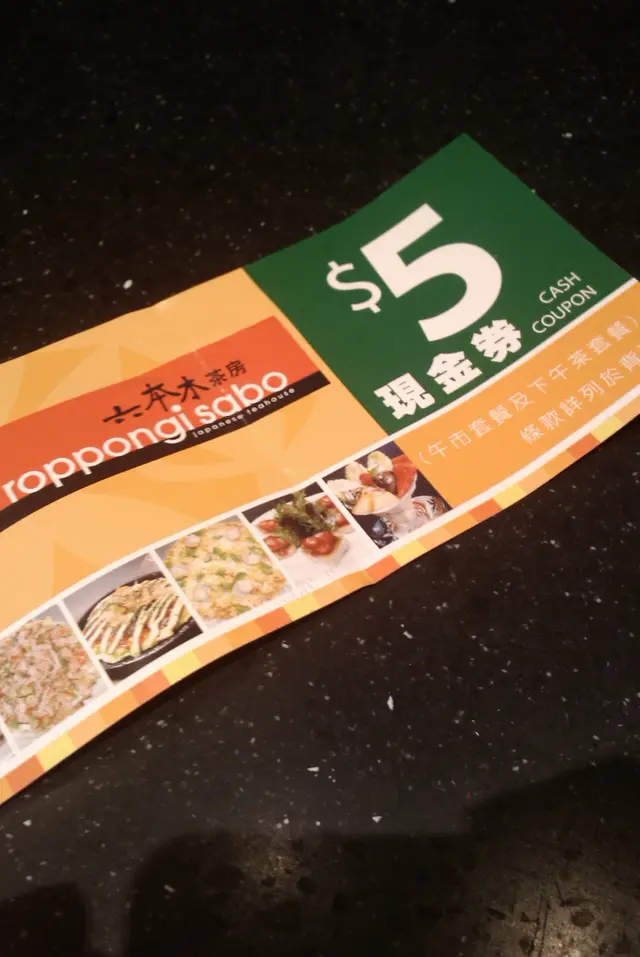 六本木茶房
roppongi sabo
japanese teahouse
$5
現金券
CASH
COUPON
(午市套餐及下午茶套餐)
條款詳列於背